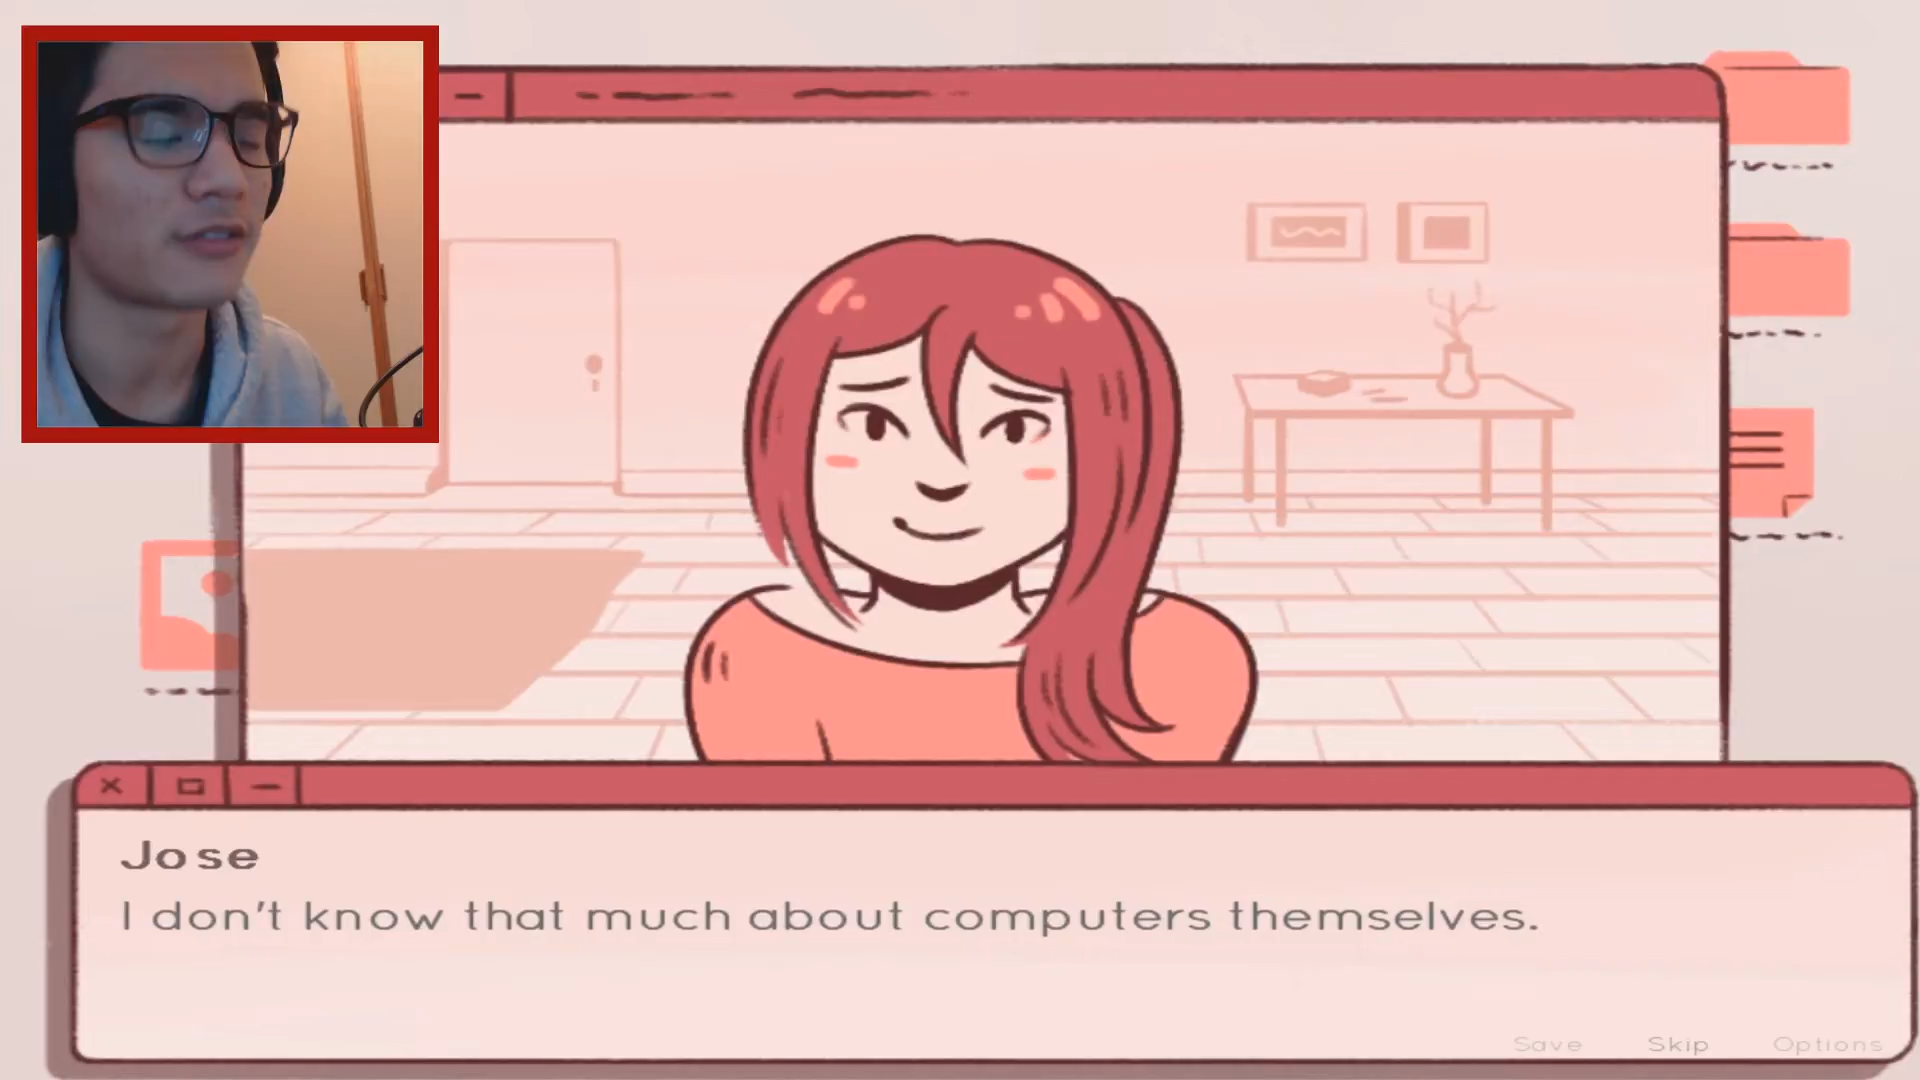 Jose
I don't know that much about computers themselves.
Save Skip Options